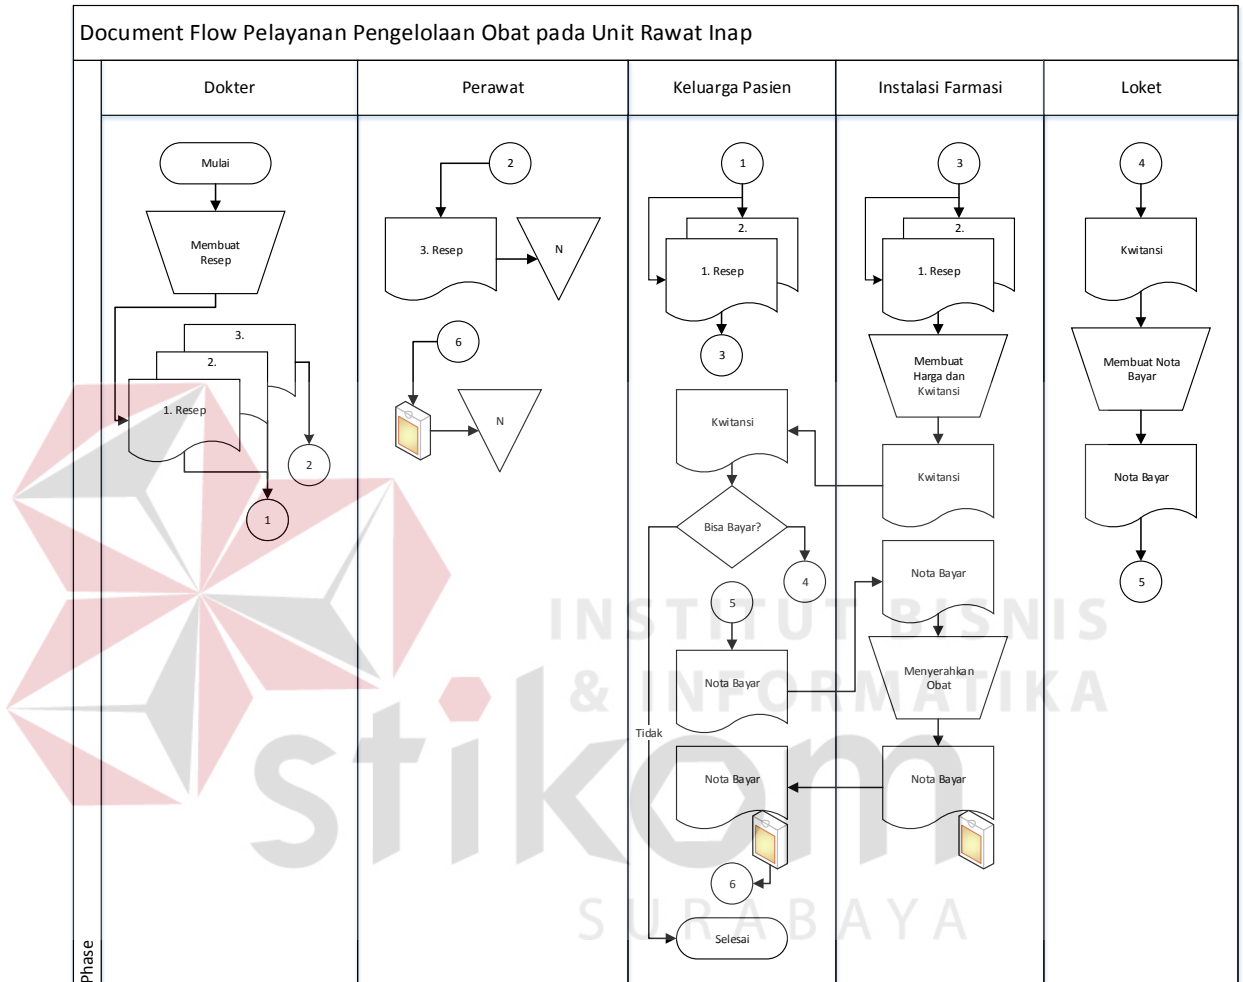 Document Flow Pelayanan Pengelolaan Obat pada Unit Rawat Inap
Phase
Dokter
Perawat
Keluarga Pasien
Instalasi Farmasi
Loket
Mulai
Membuat
Resep
3.
2.
1. Resep
2
1
2
3. Resep
N
6
N
1
2.
1. Resep
3
Kwitansi
Bisa Bayar?
4
5
Nota Bayar
Tidak
Nota Bayar
6
Selesai
3
2.
1. Resep
Membuat
Harga dan
Kwitansi
Kwitansi
Nota Bayar
Menyerahkan
Obat
Nota Bayar
4
Kwitansi
Membuat Nota
Bayar
Nota Bayar
5
INSTITUT BISNIS
& INFORMATIKA
stikom
SURABAYA